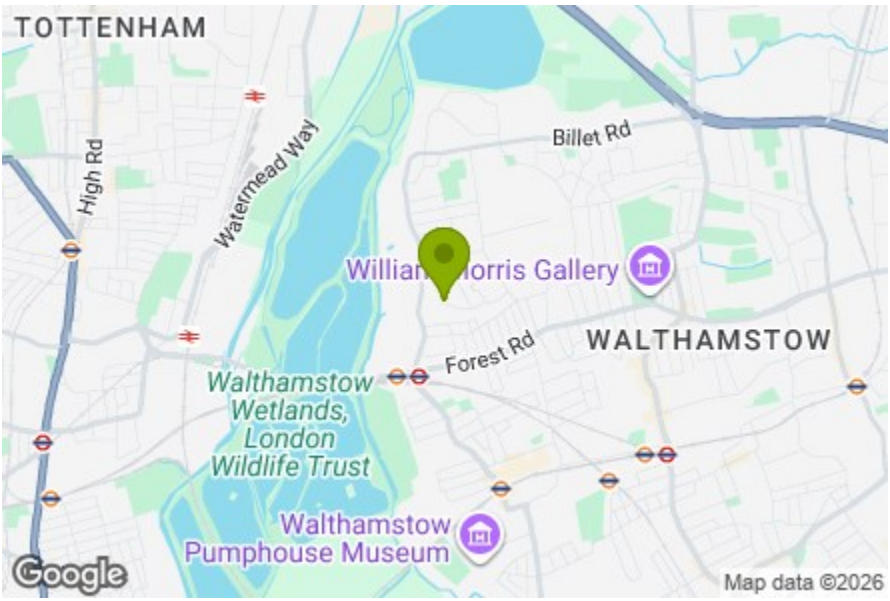 TOTTENHAM
High Rd
Watermead Way
Billet Rd
William Morris Gallery
Forest Rd
WALTHAMSTOW
Walthamstow
Wetlands,
London
Wildlife Trust
Walthamstow
Pumphouse Museum
Google
Map data ©2026